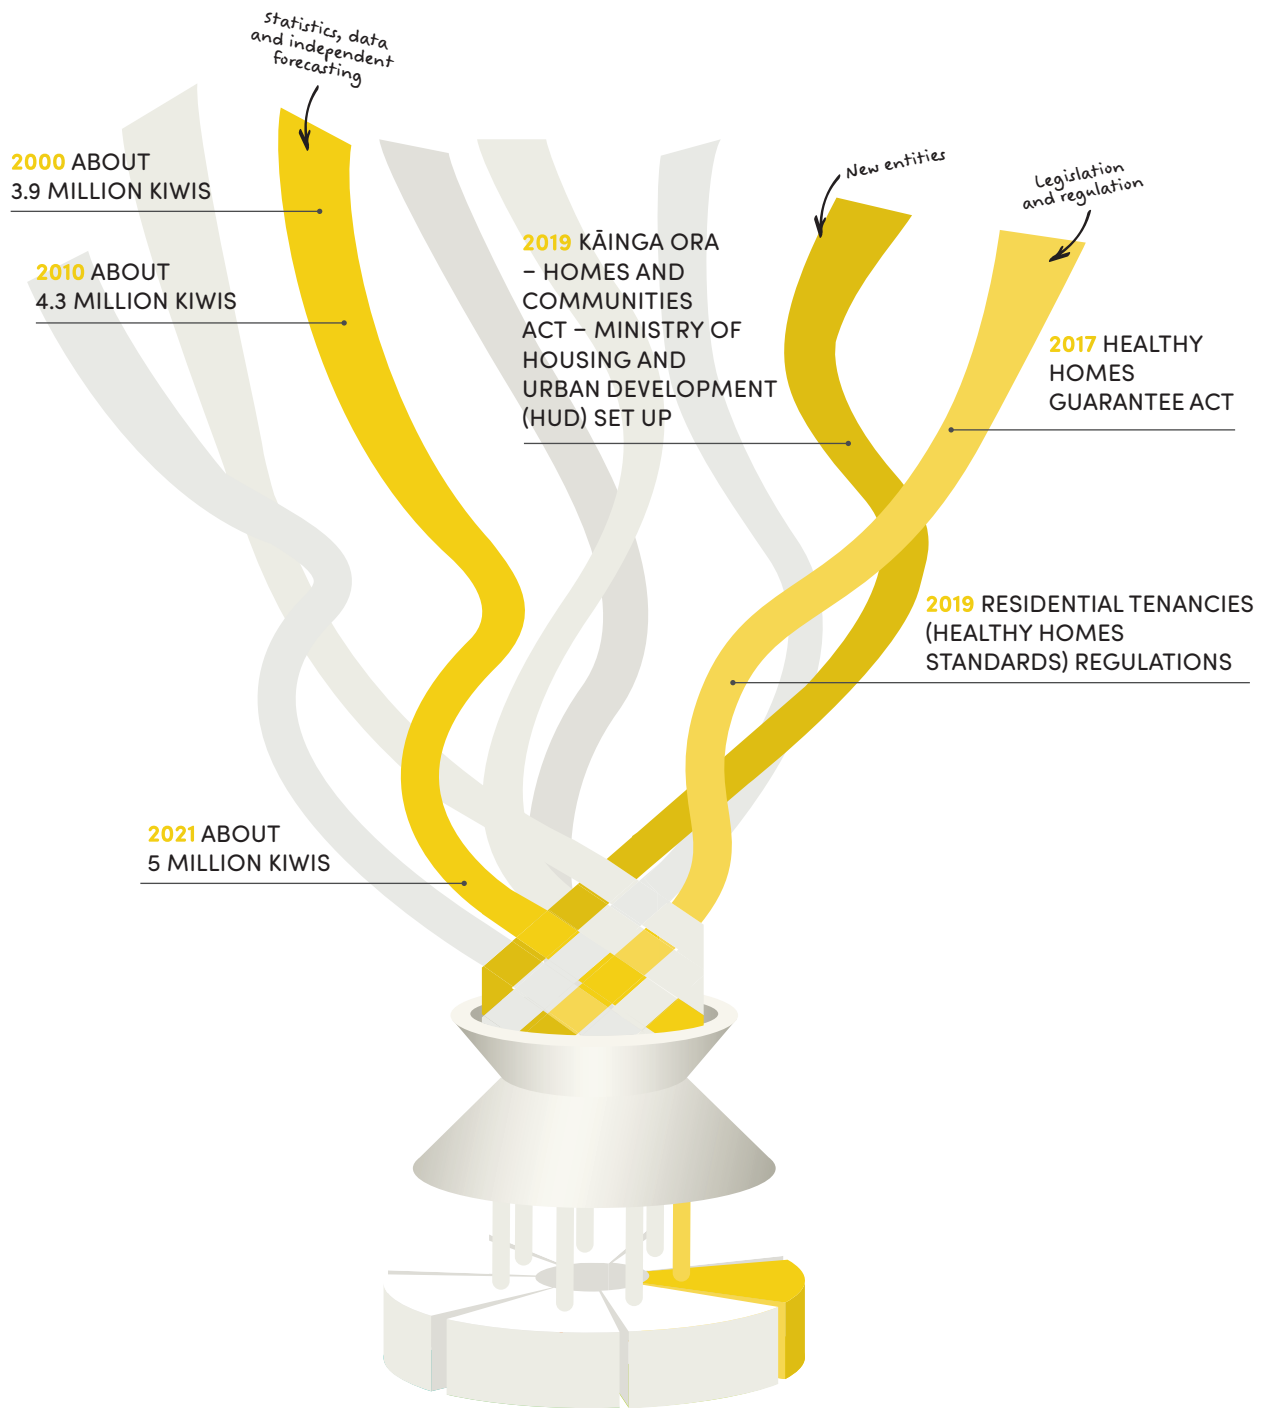 statistics, data
and independent
forecasting
2000 ABOUT
3.9 MILLION KIWIS
2010 ABOUT
4.3 MILLION KIWIS
New entities
Legislation
and regulation
2019 KĀINGA ORA
– HOMES AND
COMMUNITIES
ACT – MINISTRY OF
HOUSING AND
URBAN DEVELOPMENT
(HUD) SET UP
2017 HEALTHY
HOMES
GUARANTEE ACT
2019 RESIDENTIAL TENANCIES
(HEALTHY HOMES
STANDARDS) REGULATIONS
2021 ABOUT
5 MILLION KIWIS